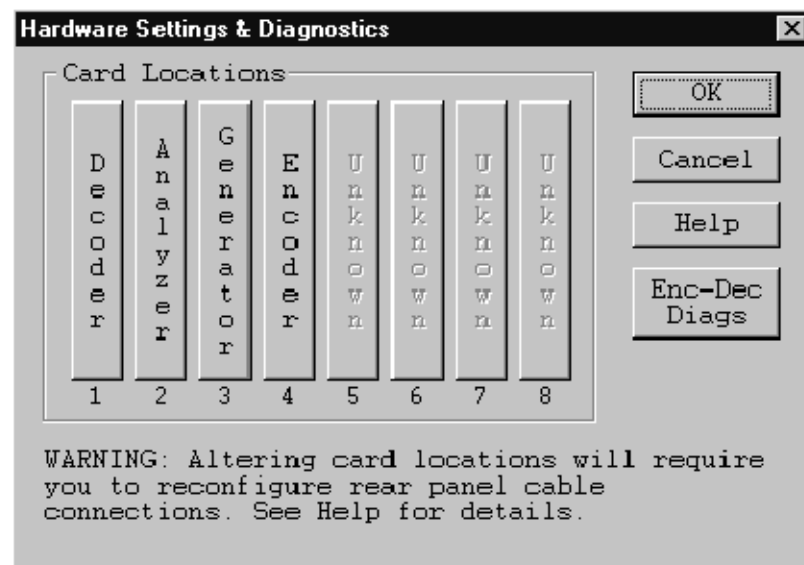 Hardware Settings & Diagnostics
Card Locations
Decoder
Analyzer
Generator
Encoder
Unknown
Unknown
Unknown
Unknown
1 2 3 4 5 6 7 8
OK
Cancel
Help
Enc-Dec
Diags
WARNING: Altering card locations will require
you to reconfigure rear panel cable
connections. See Help for details.